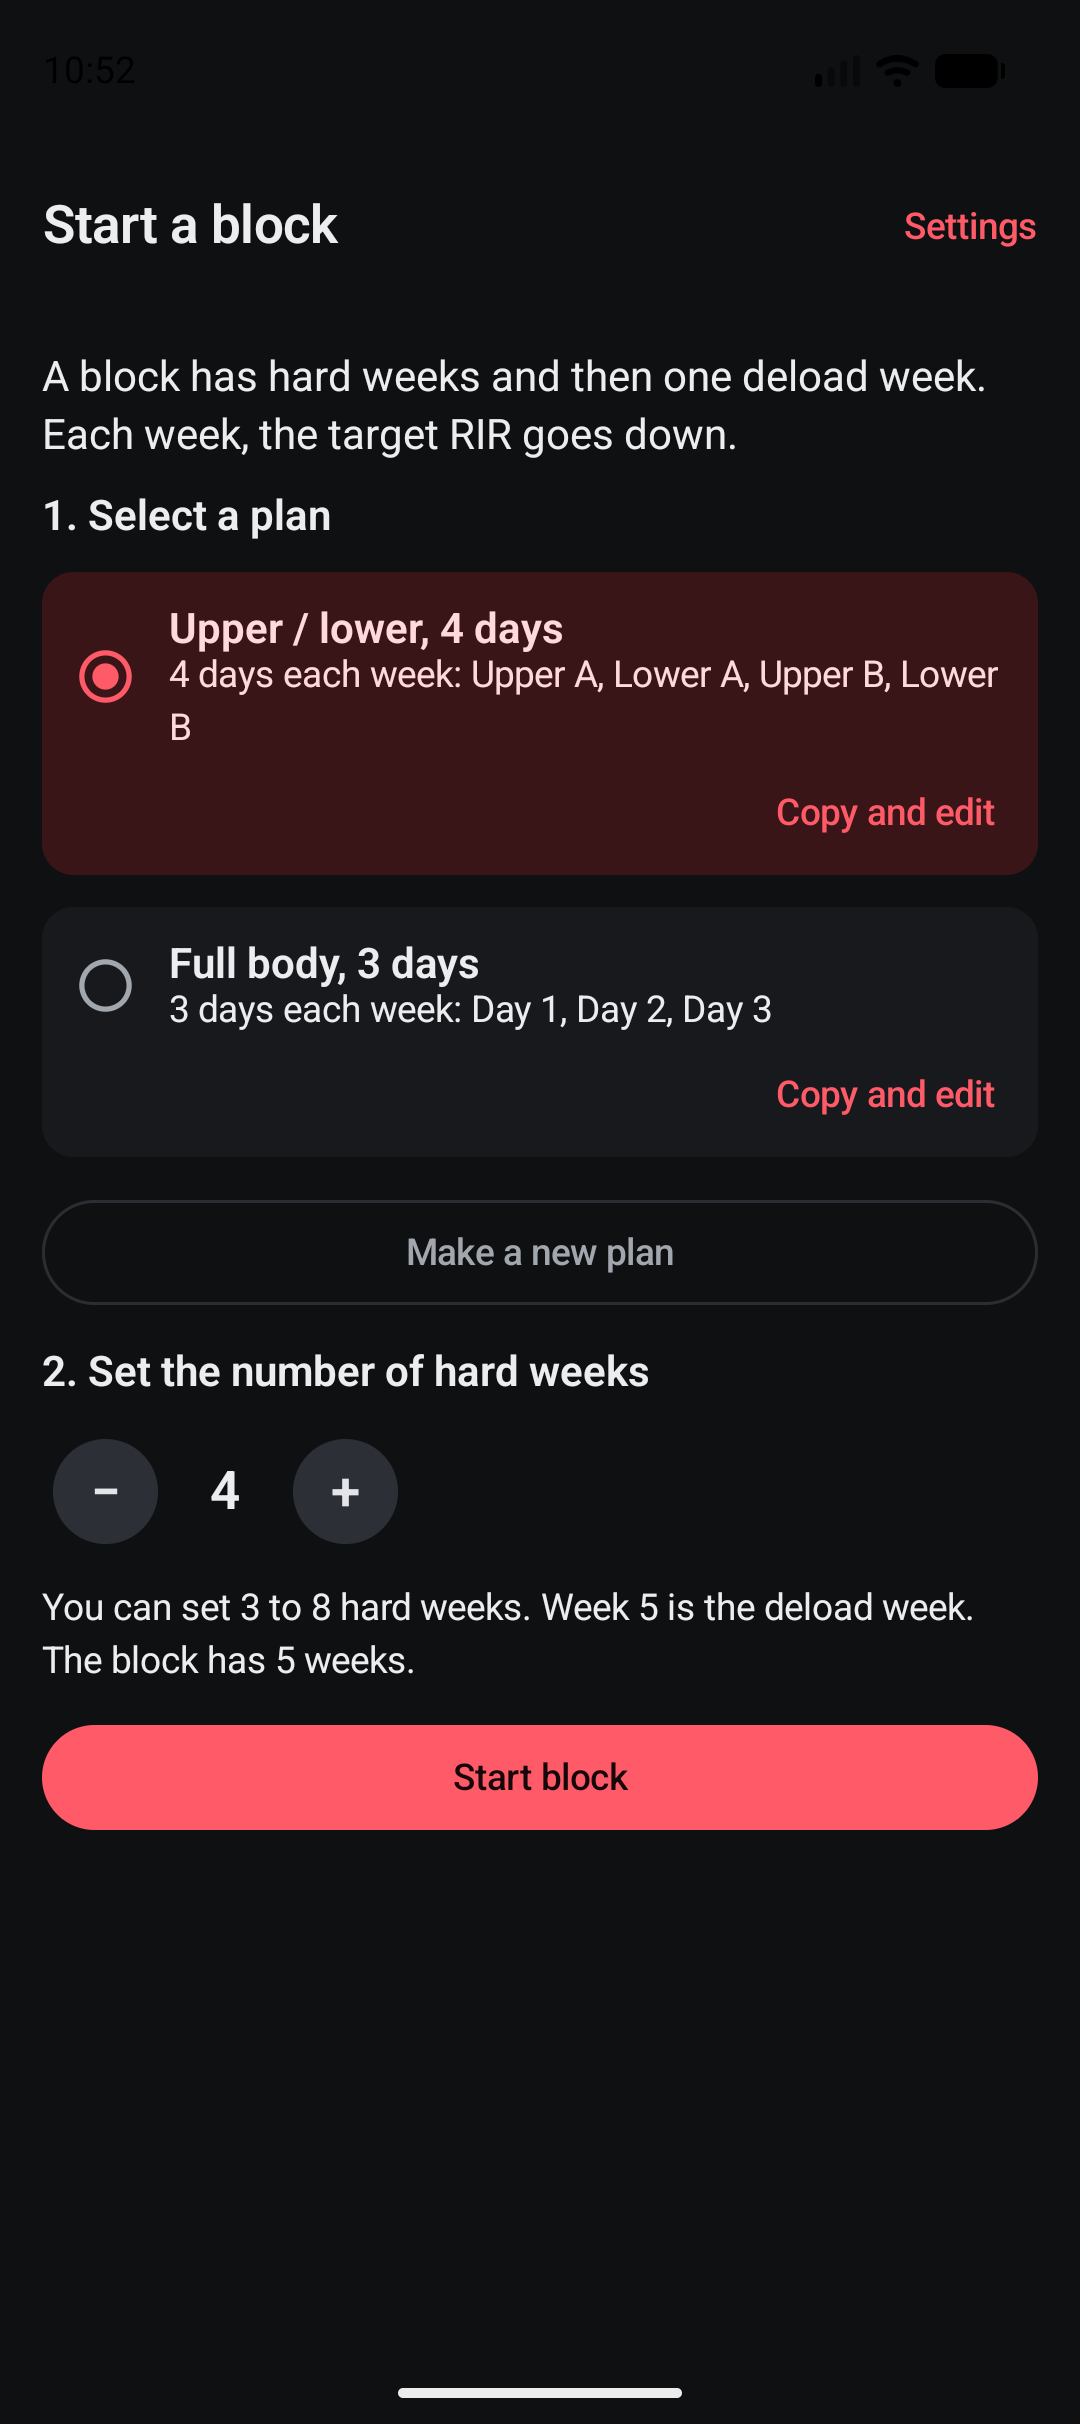 10:52
Start a block
Settings
A block has hard weeks and then one deload week.
Each week, the target RIR goes down.
1. Select a plan
Upper / lower, 4 days
4 days each week: Upper A, Lower A, Upper B, Lower
B
Copy and edit
Full body, 3 days
3 days each week: Day 1, Day 2, Day 3
Copy and edit
Make a new plan
2. Set the number of hard weeks
− 4 +
You can set 3 to 8 hard weeks. Week 5 is the deload week.
The block has 5 weeks.
Start block